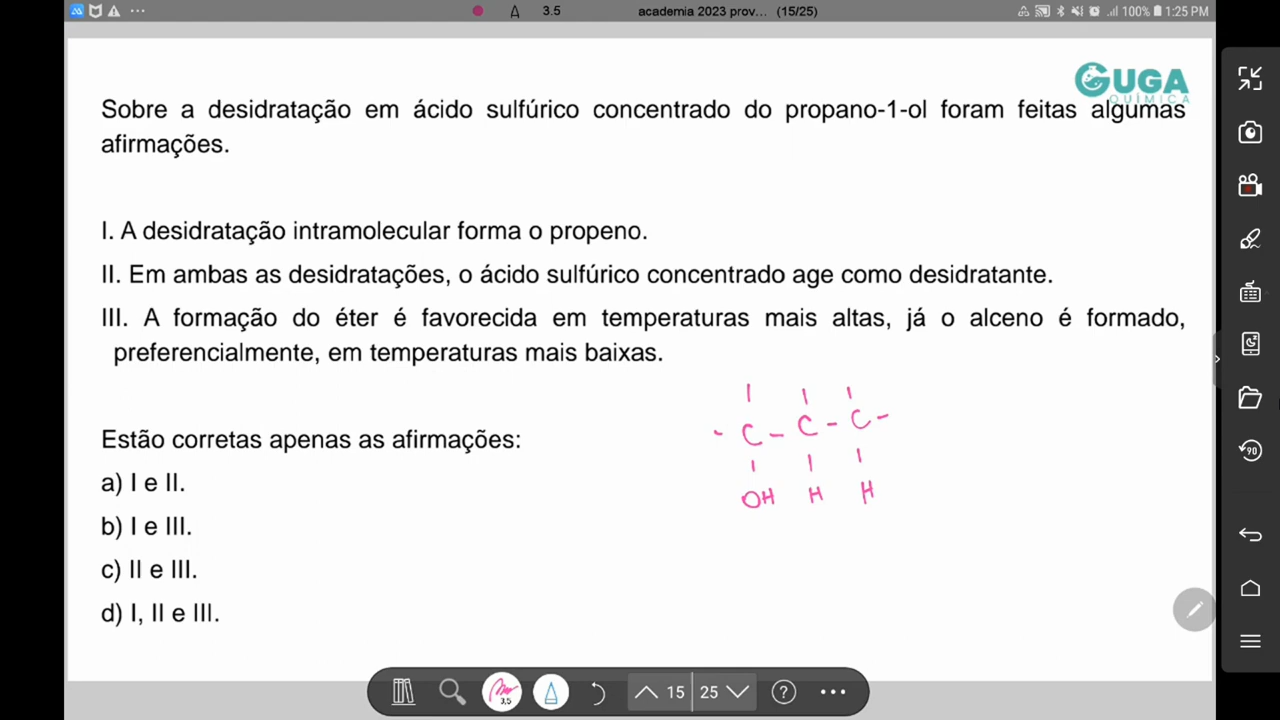 3.5
academia 2023 prov... (15/25)
100%
1:25 PM
GUGA
QUÍMICA
Sobre a desidratação em ácido sulfúrico concentrado do propano-1-ol foram feitas algumas
afirmações.
I. A desidratação intramolecular forma o propeno.
II. Em ambas as desidratações, o ácido sulfúrico concentrado age como desidratante.
III. A formação do éter é favorecida em temperaturas mais altas, já o alceno é formado,
preferencialmente, em temperaturas mais baixas.
- C - C - C -
OH H H
Estão corretas apenas as afirmações:
a) I e II.
b) I e III.
c) II e III.
d) I, II e III.
3,5
15 25
90